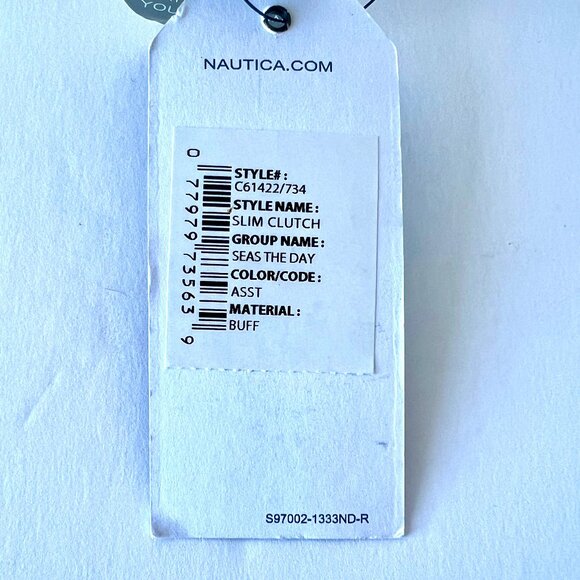 YOU
NAUTICA.COM
STYLE# :
C61422/734
STYLE NAME :
SLIM CLUTCH
GROUP NAME :
SEAS THE DAY
COLOR/CODE :
ASST
MATERIAL :
BUFF
0 77979 73563 9
S97002-1333ND-R